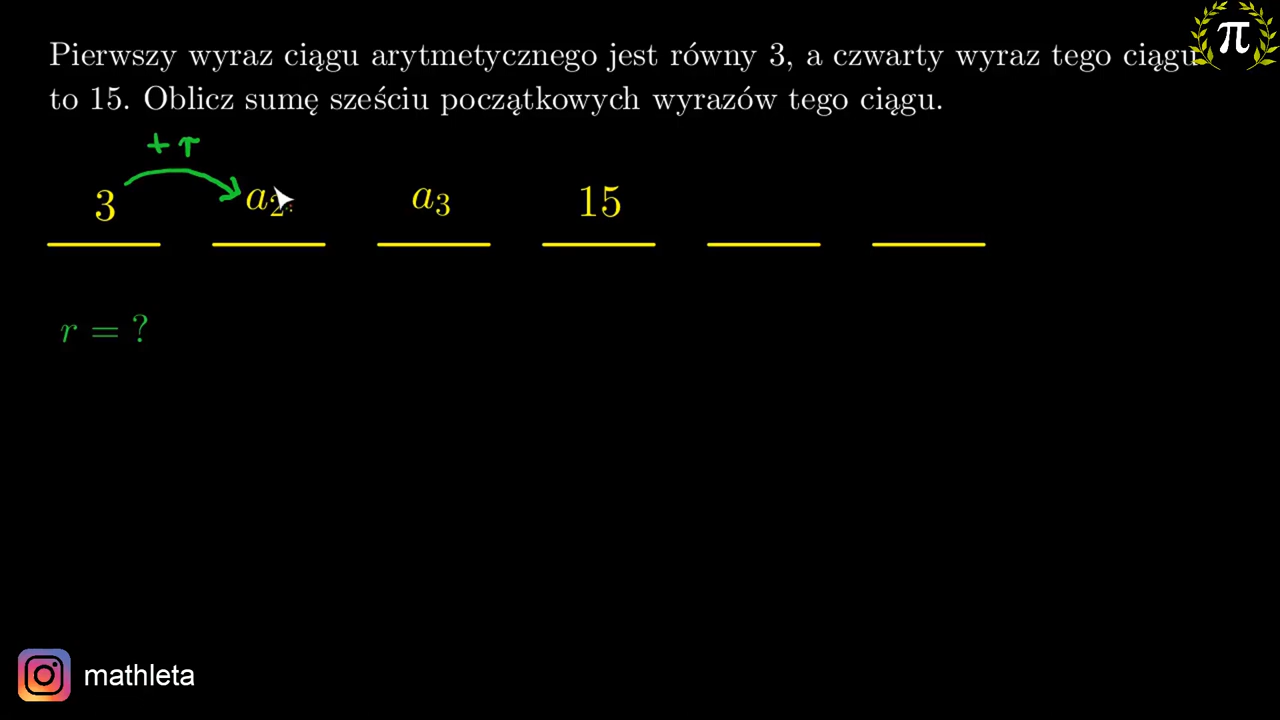 Pierwszy wyraz ciągu arytmetycznego jest równy 3, a czwarty wyraz tego ciągu
to 15. Oblicz sumę sześciu początkowych wyrazów tego ciągu.
+ r
3 a₂ a₃ 15
r = ?
π
mathleta